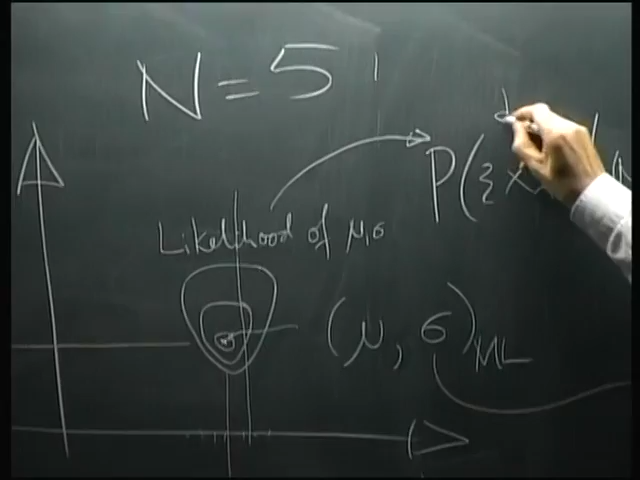 N = 5
d
P({x
Likelihood of μ,σ
(μ, σ)ML